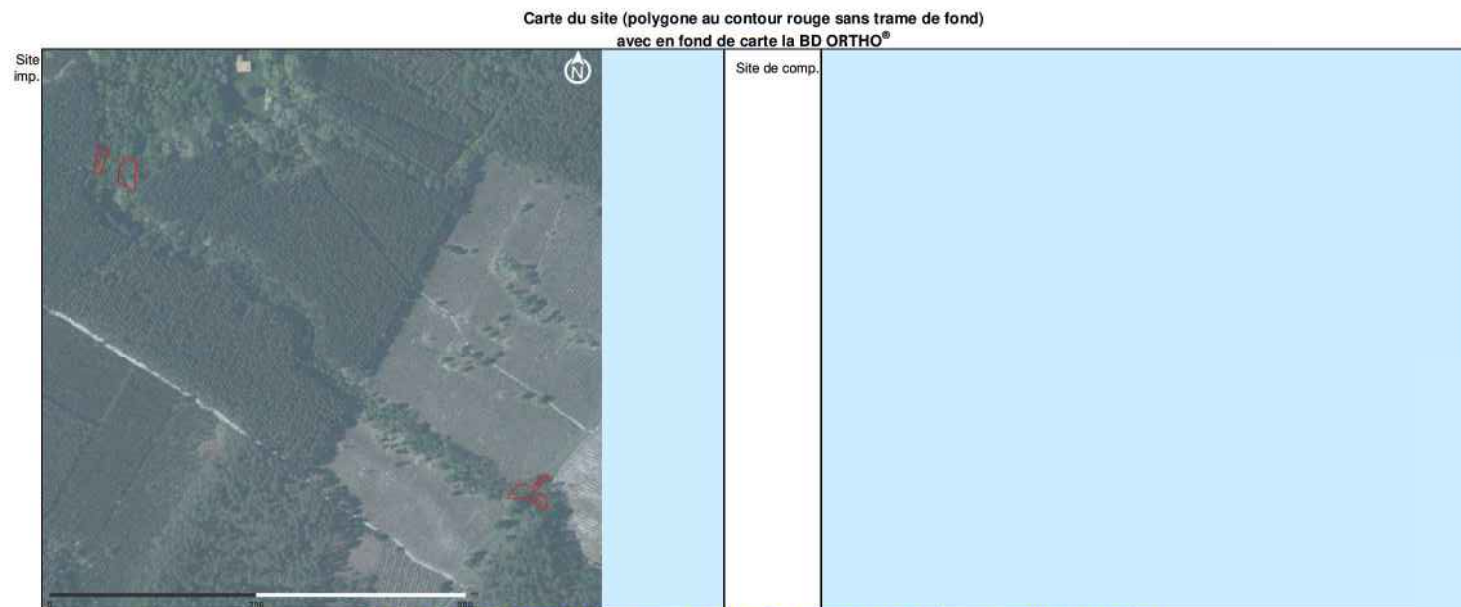 Carte du site (polygone au contour rouge sans trame de fond)
avec en fond de carte la BD ORTHO®
Site
imp.
N
Site de comp.
0